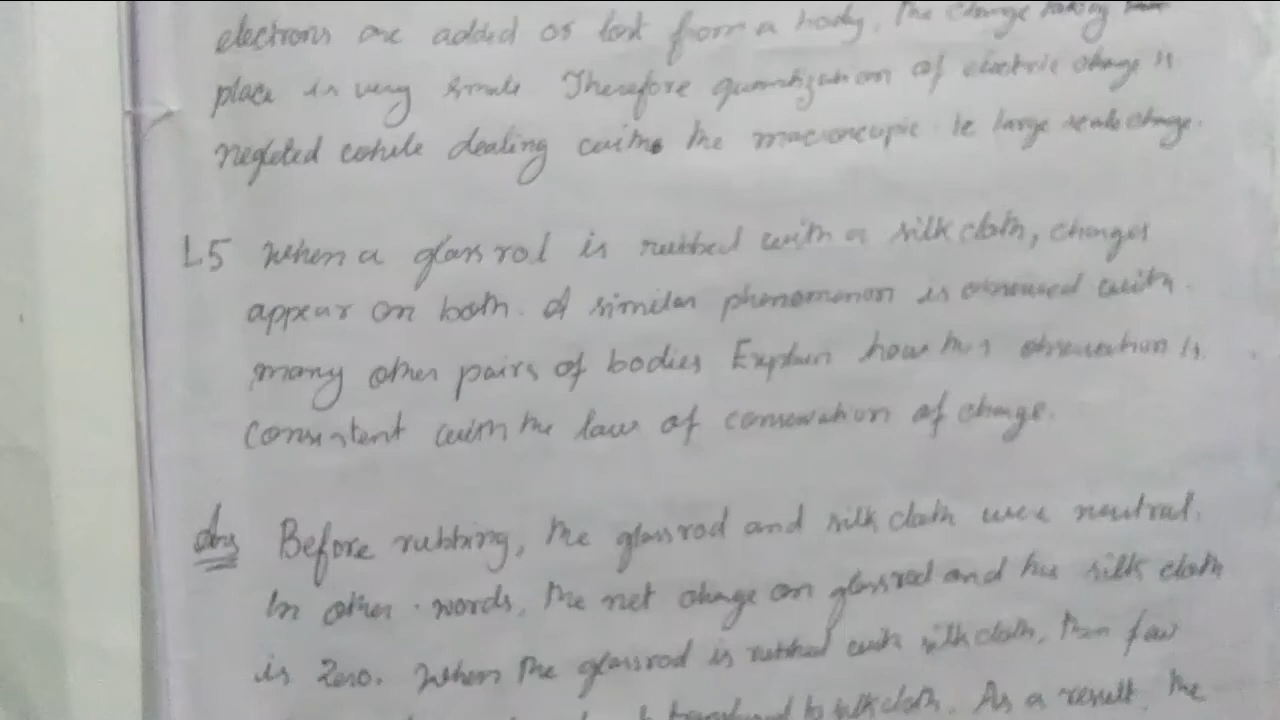 electrons are added or lost from a body, The charge taking
place is very small Therefore quantization of electric charge is
negleted while dealing with the macroscopic ie large scale charge.
1.5 When a glass rod is rubbed with a silk cloth, charges
appear on both. A similar phenomenon is observed with
many other pairs of bodies Explain how this observation is
Consistent with the law of conservation of charge.
Ans Before rubbing, the glass rod and silk cloth were neutral.
In other words, the net charge on glass rod and the silk cloth
is Zero. When the glass rod is rubbed with silk cloth, then few
transferred to silk cloth. As a result, the